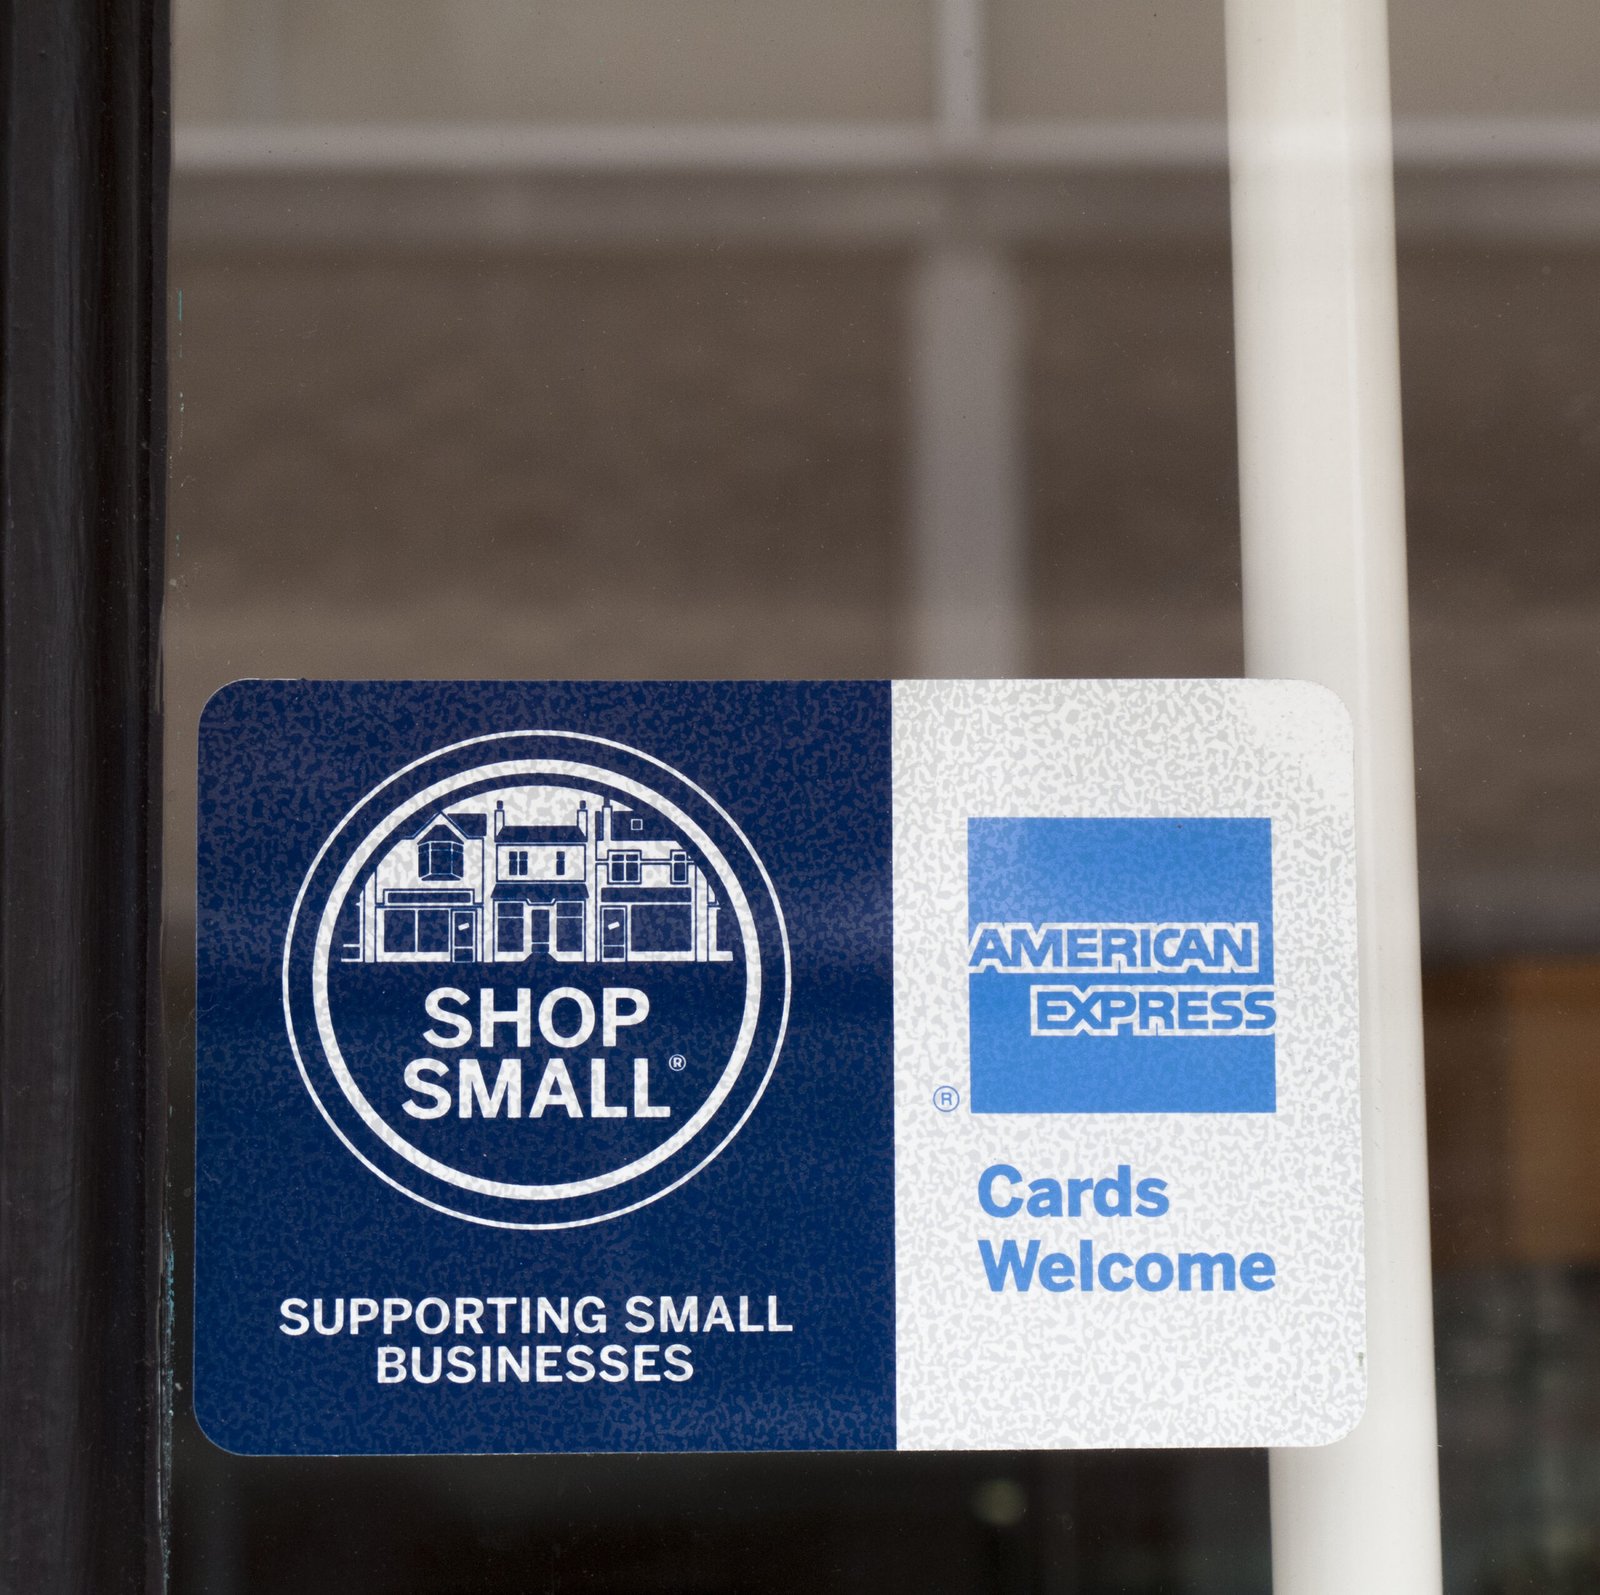 SHOP
SMALL®
SUPPORTING SMALL
BUSINESSES
AMERICAN
EXPRESS
®
Cards
Welcome